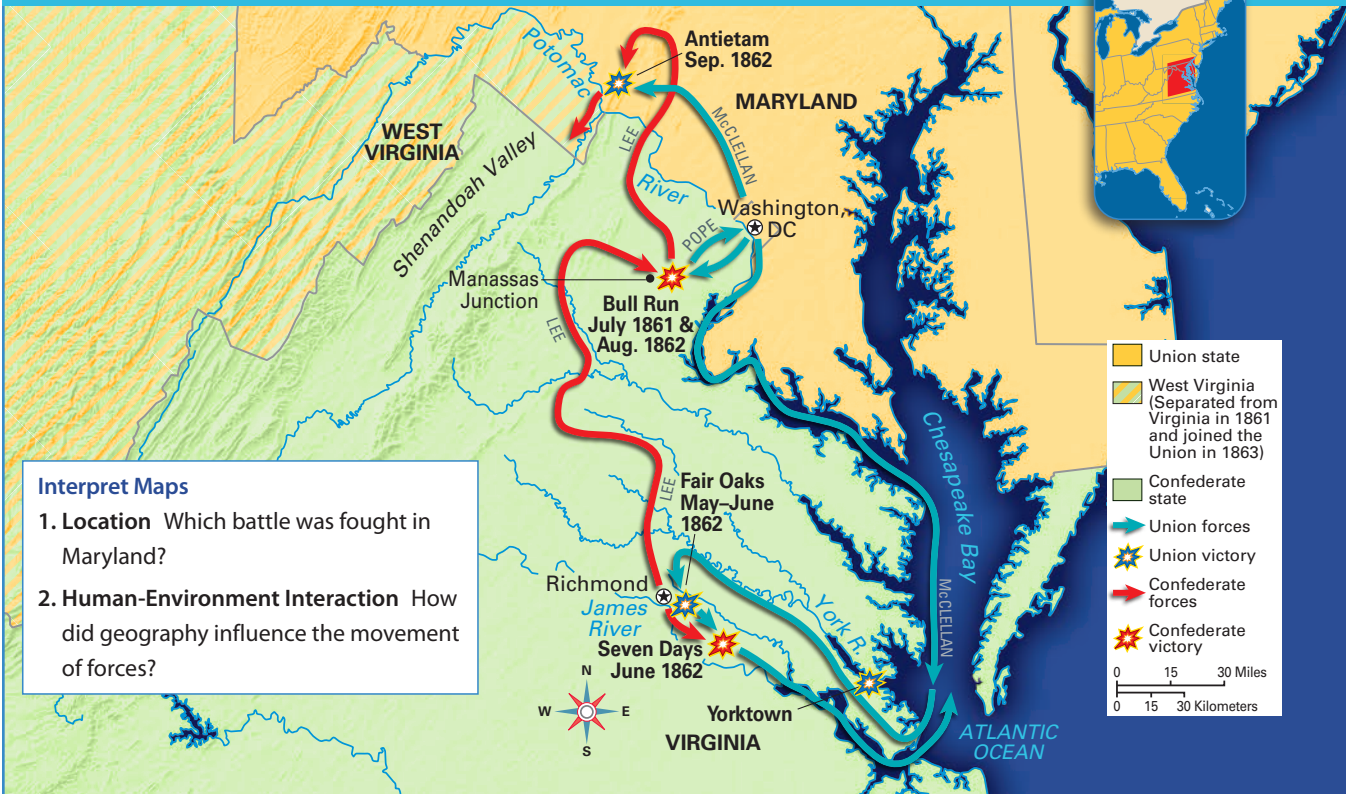 Potomac
River
Antietam
Sep. 1862
MARYLAND
WEST
VIRGINIA
Shenandoah Valley
LEE
McCLELLAN
Washington,
DC
POPE
Manassas
Junction
Bull Run
July 1861 &
Aug. 1862
LEE
LEE
Fair Oaks
May–June
1862
Richmond
James
River
Seven Days
June 1862
York R.
Yorktown
VIRGINIA
Chesapeake Bay
McCLELLAN
ATLANTIC
OCEAN
N
W
E
S
Interpret Maps
1. Location Which battle was fought in
Maryland?
2. Human-Environment Interaction How
did geography influence the movement
of forces?
Union state
West Virginia
(Separated from
Virginia in 1861
and joined the
Union in 1863)
Confederate
state
Union forces
Union victory
Confederate
forces
Confederate
victory
0 15 30 Miles
0 15 30 Kilometers